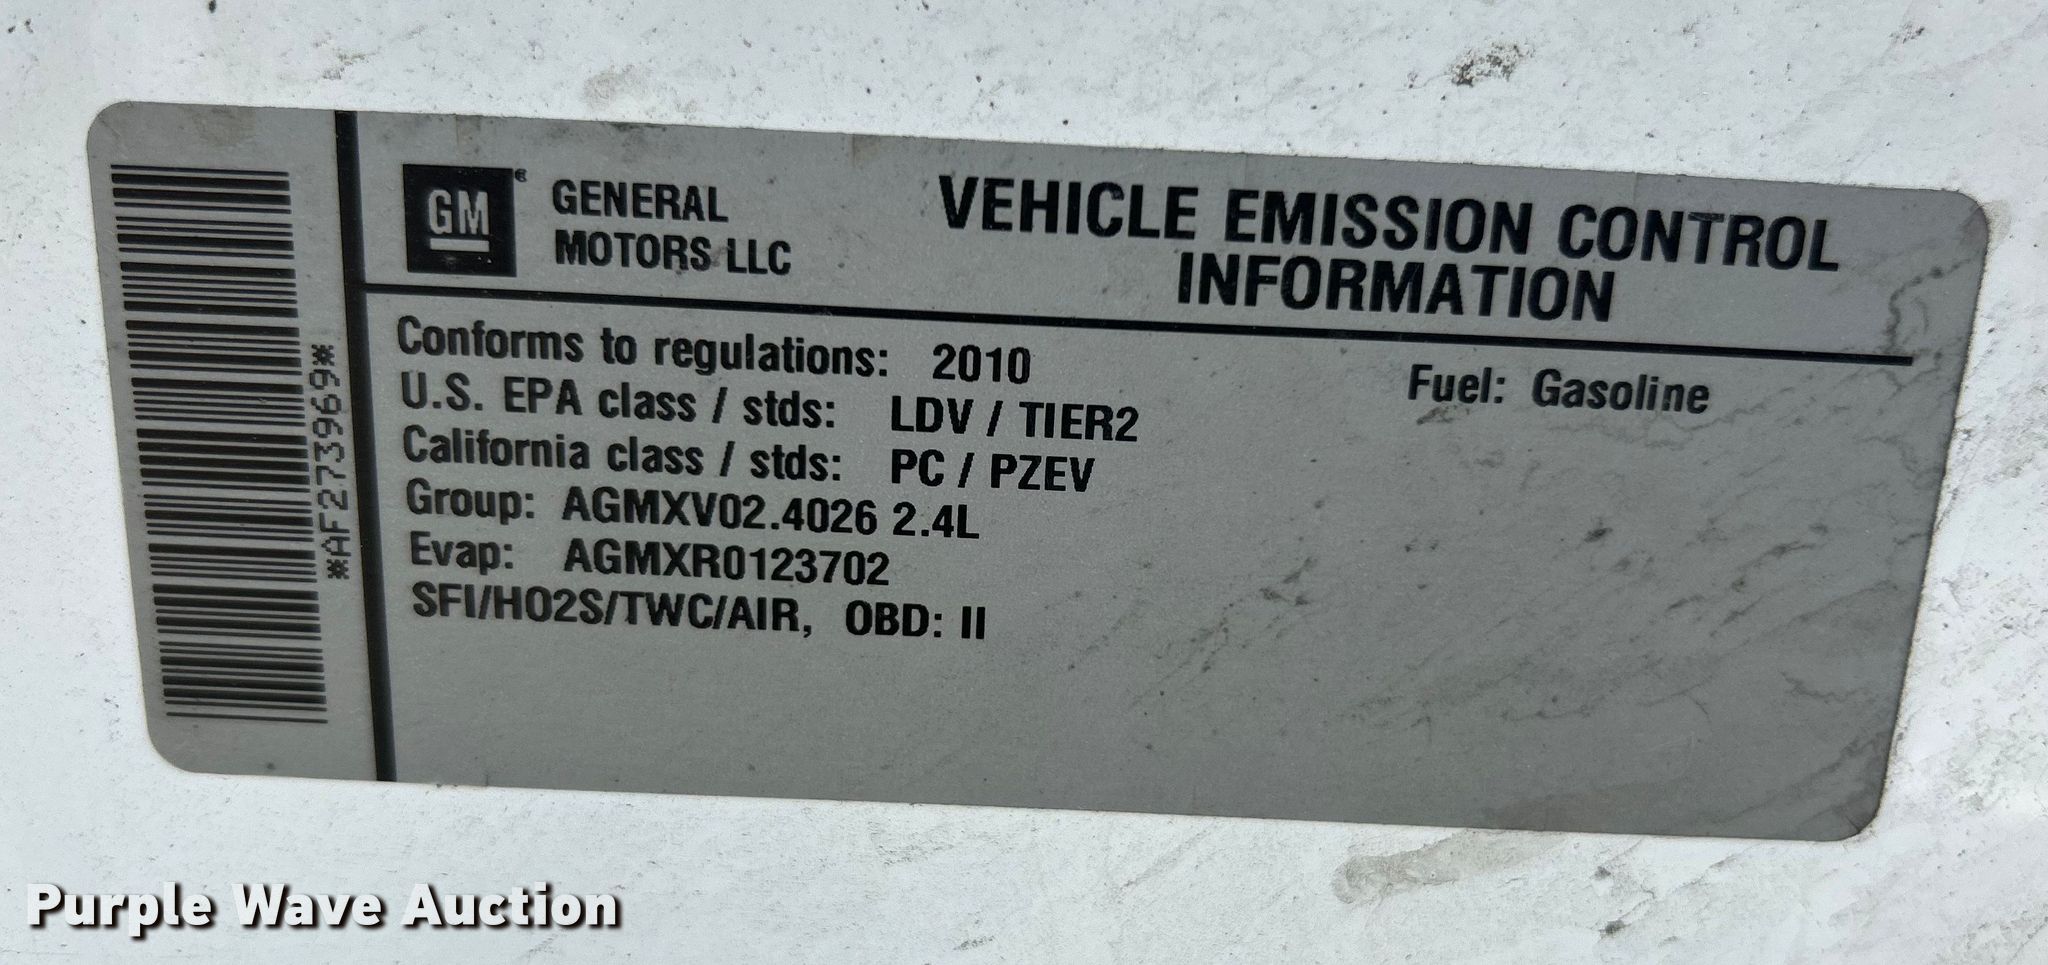 *AF273969*
GM
GENERAL
MOTORS LLC
VEHICLE EMISSION CONTROL
INFORMATION
Conforms to regulations: 2010
Fuel: Gasoline
U.S. EPA class / stds: LDV / TIER2
California class / stds: PC / PZEV
Group: AGMXV02.4026 2.4L
Evap: AGMXR0123702
SFI/HO2S/TWC/AIR, OBD: II
Purple Wave Auction